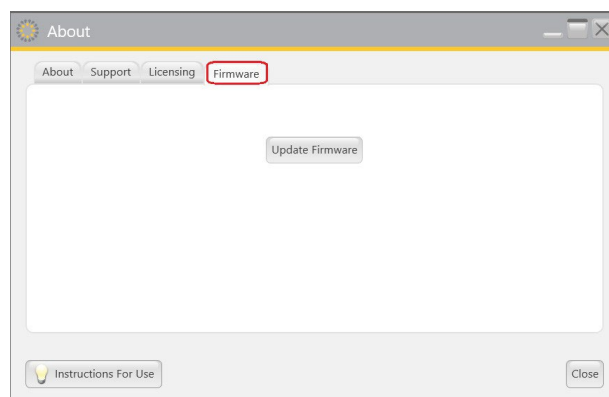 About
About Support Licensing Firmware
Update Firmware
Instructions For Use Close